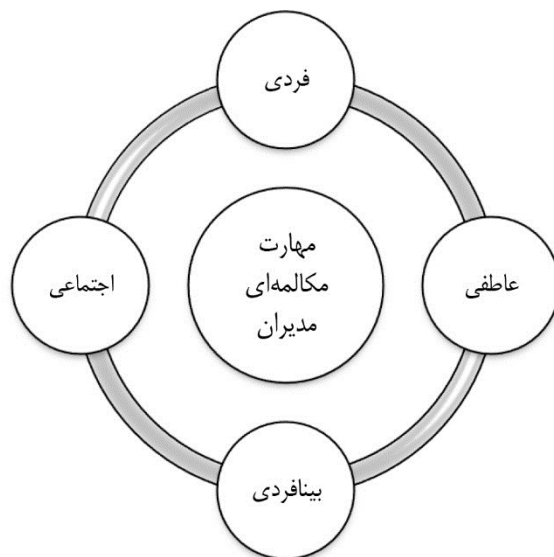 فردی
مهارت
مکالمه‌ای
مدیران
عاطفی
اجتماعی
بینافردی